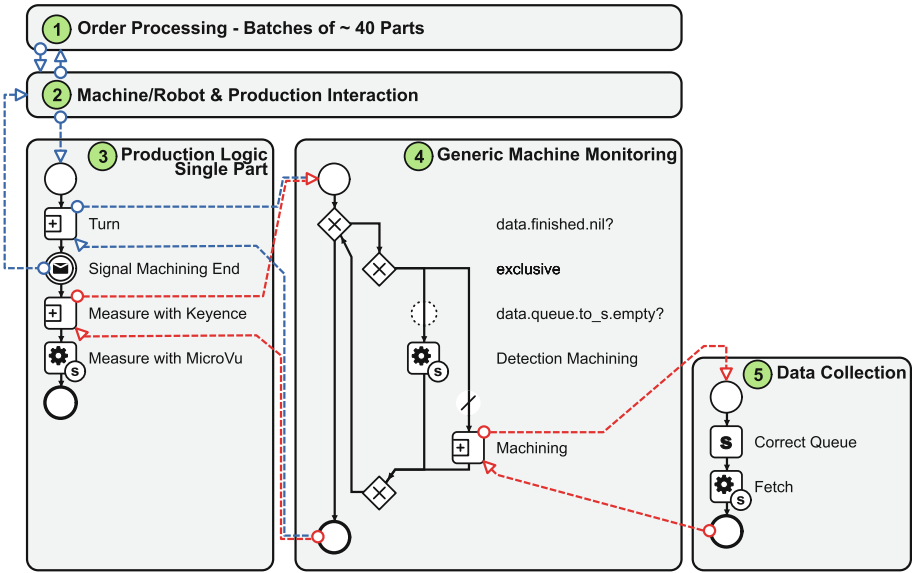 1 Order Processing - Batches of ~ 40 Parts
2 Machine/Robot & Production Interaction
3 Production Logic
Single Part
Turn
Signal Machining End
Measure with Keyence
Measure with MicroVu
s
4 Generic Machine Monitoring
data.finished.nil?
exclusive
data.queue.to_s.empty?
Detection Machining
s
Machining
5 Data Collection
s Correct Queue
Fetch
s